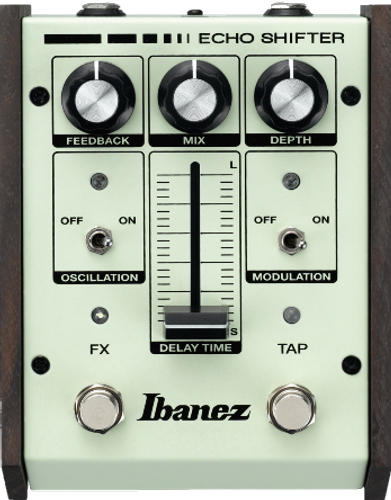 ECHO SHIFTER
FEEDBACK MIX DEPTH
L
OFF ON OFF ON
OSCILLATION MODULATION
S
FX DELAY TIME TAP
Ibanez